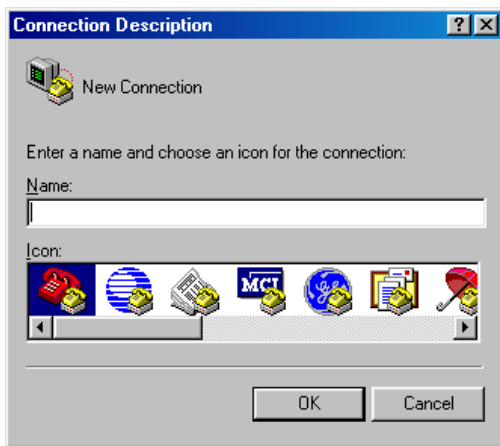 Connection Description
New Connection
Enter a name and choose an icon for the connection:
Name:
Icon:
MCI
OK
Cancel